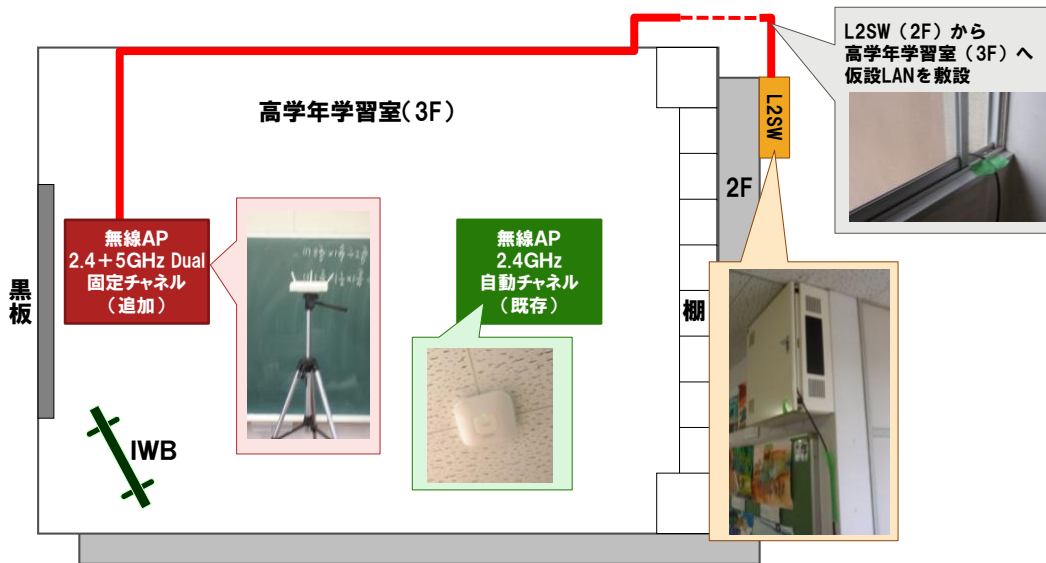 L2SW（2F）から
高学年学習室（3F）へ
仮設LANを敷設
高学年学習室（3F）
L2SW
2F
無線AP
2.4＋5GHz Dual
固定チャネル
（追加）
無線AP
2.4GHz
自動チャネル
（既存）
黒板
棚
IWB